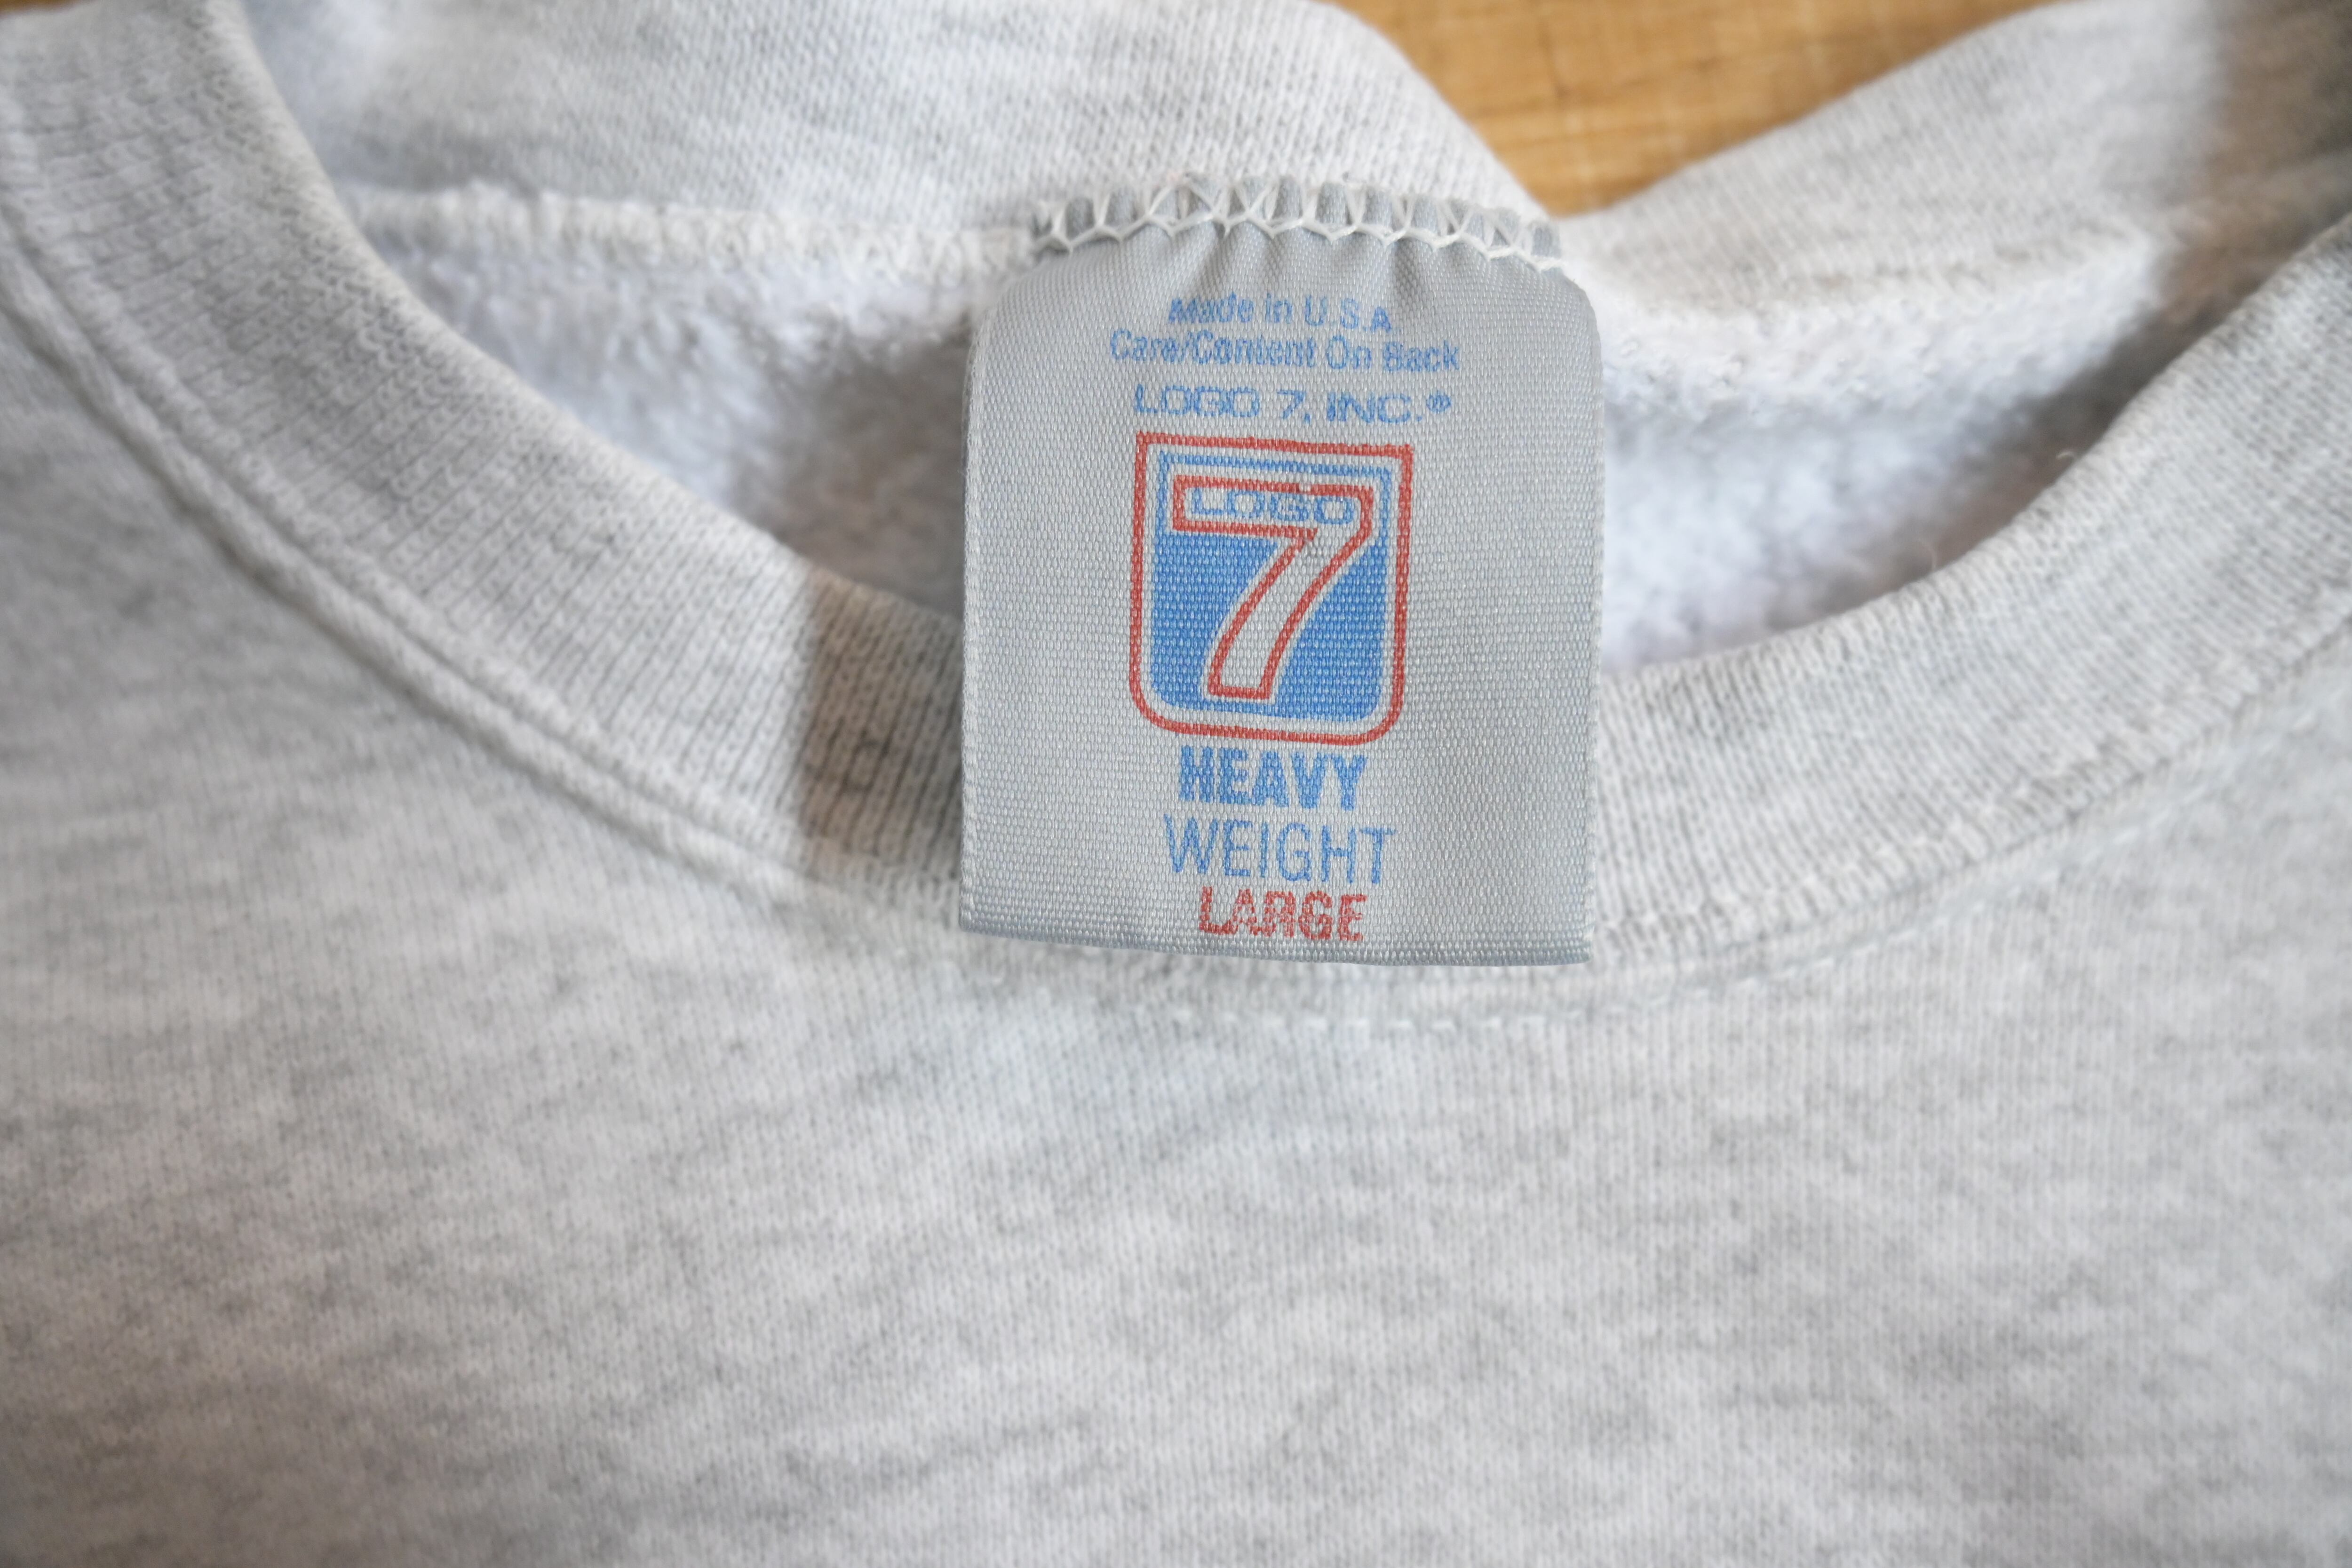 Made in U.S.A
Care/Content On Back
LOGO 7, INC.®
LOGO
7
HEAVY
WEIGHT
LARGE